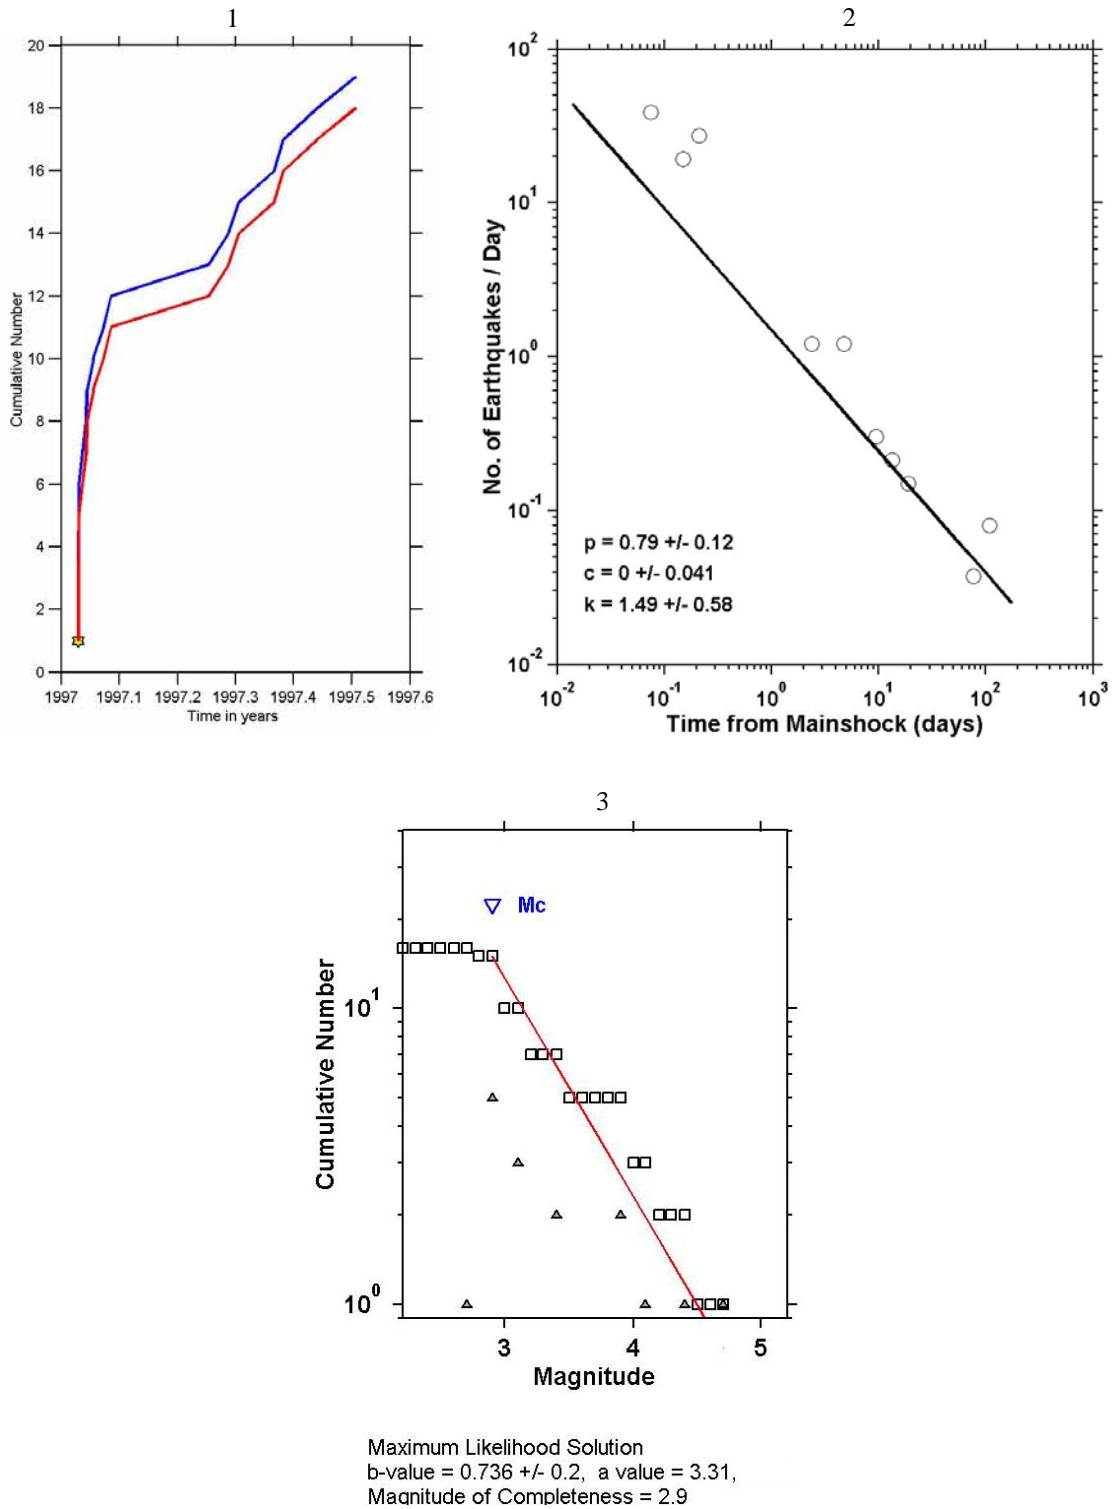 1
20
18
16
14
12
10
8
6
4
2
0
Cumulative Number
1997 1997.1 1997.2 1997.3 1997.4 1997.5 1997.6
Time in years
2
10^2
10^1
10^0
10^-1
10^-2
No. of Earthquakes / Day
p = 0.79 +/- 0.12
c = 0 +/- 0.041
k = 1.49 +/- 0.58
10^-2 10^-1 10^0 10^1 10^2 10^3
Time from Mainshock (days)
3
Mc
10^1
10^0
Cumulative Number
3 4 5
Magnitude
Maximum Likelihood Solution
b-value = 0.736 +/- 0.2, a value = 3.31,
Magnitude of Completeness = 2.9